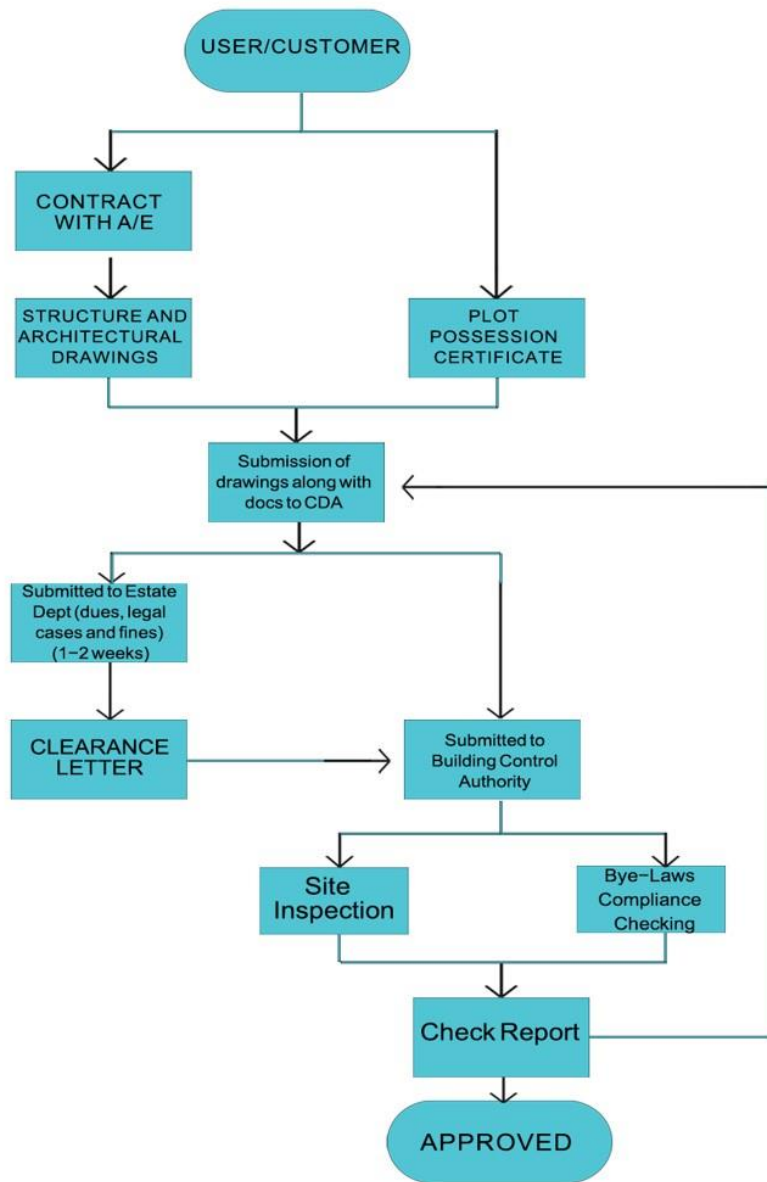 USER/CUSTOMER
CONTRACT
WITH A/E
STRUCTURE AND
ARCHITECTURAL
DRAWINGS
PLOT
POSSESSION
CERTIFICATE
Submission of
drawings along with
docs to CDA
Submitted to Estate
Dept (dues, legal
cases and fines)
(1−2 weeks)
CLEARANCE
LETTER
Submitted to
Building Control
Authority
Site
Inspection
Bye−Laws
Compliance
Checking
Check Report
APPROVED